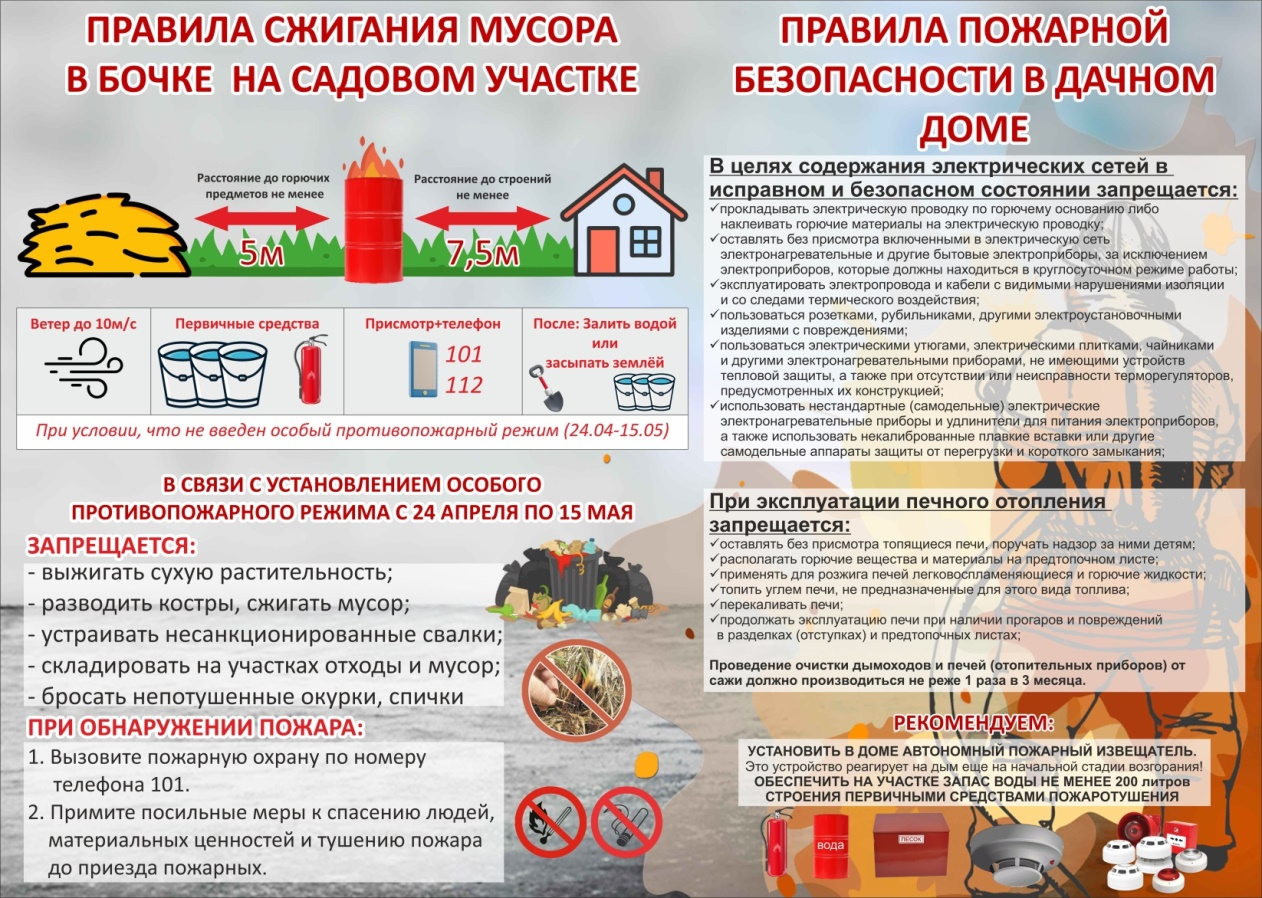 ПРАВИЛА СЖИГАНИЯ МУСОРА
В БОЧКЕ НА САДОВОМ УЧАСТКЕ
Расстояние до горючих
предметов не менее
5м
Расстояние до строений
не менее
7,5м
Ветер до 10м/с
Первичные средства
Присмотр+телефон
101
112
После: Залить водой
или
засыпать землёй
При условии, что не введен особый противопожарный режим (24.04-15.05)
В СВЯЗИ С УСТАНОВЛЕНИЕМ ОСОБОГО
ПРОТИВОПОЖАРНОГО РЕЖИМА С 24 АПРЕЛЯ ПО 15 МАЯ
ЗАПРЕЩАЕТСЯ:
- выжигать сухую растительность;
- разводить костры, сжигать мусор;
- устраивать несанкционированные свалки;
- складировать на участках отходы и мусор;
- бросать непотушенные окурки, спички
ПРИ ОБНАРУЖЕНИИ ПОЖАРА:
1. Вызовите пожарную охрану по номеру
телефона 101.
2. Примите посильные меры к спасению людей,
материальных ценностей и тушению пожара
до приезда пожарных.
ПРАВИЛА ПОЖАРНОЙ
БЕЗОПАСНОСТИ В ДАЧНОМ
ДОМЕ
В целях содержания электрических сетей в
исправном и безопасном состоянии запрещается:
✓прокладывать электрическую проводку по горючему основанию либо
наклеивать горючие материалы на электрическую проводку;
✓оставлять без присмотра включенными в электрическую сеть
электронагревательные и другие бытовые электроприборы, за исключением
электроприборов, которые должны находиться в круглосуточном режиме работы;
✓эксплуатировать электропровода и кабели с видимыми нарушениями изоляции
и со следами термического воздействия;
✓пользоваться розетками, рубильниками, другими электроустановочными
изделиями с повреждениями;
✓пользоваться электрическими утюгами, электрическими плитками, чайниками
и другими электронагревательными приборами, не имеющими устройств
тепловой защиты, а также при отсутствии или неисправности терморегуляторов,
предусмотренных их конструкцией;
✓использовать нестандартные (самодельные) электрические
электронагревательные приборы и удлинители для питания электроприборов,
а также использовать некалиброванные плавкие вставки или другие
самодельные аппараты защиты от перегрузки и короткого замыкания;
При эксплуатации печного отопления
запрещается:
✓оставлять без присмотра топящиеся печи, поручать надзор за ними детям;
✓располагать горючие вещества и материалы на предтопочном листе;
✓применять для розжига печей легковоспламеняющиеся и горючие жидкости;
✓топить углем печи, не предназначенные для этого вида топлива;
✓перекаливать печи;
✓продолжать эксплуатацию печи при наличии прогаров и повреждений
в разделках (отступках) и предтопочных листах;
Проведение очистки дымоходов и печей (отопительных приборов) от
сажи должно производиться не реже 1 раза в 3 месяца.
РЕКОМЕНДУЕМ:
УСТАНОВИТЬ В ДОМЕ АВТОНОМНЫЙ ПОЖАРНЫЙ ИЗВЕЩАТЕЛЬ.
Это устройство реагирует на дым еще на начальной стадии возгорания!
ОБЕСПЕЧИТЬ НА УЧАСТКЕ ЗАПАС ВОДЫ НЕ МЕНЕЕ 200 литров
СТРОЕНИЯ ПЕРВИЧНЫМИ СРЕДСТВАМИ ПОЖАРОТУШЕНИЯ
вода
ПЕСОК